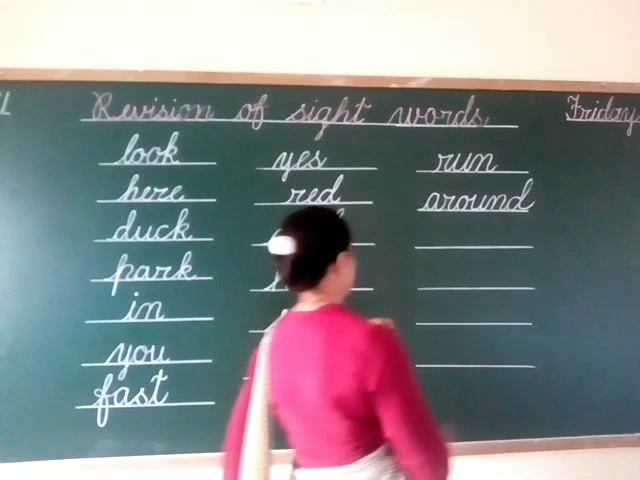 Revision of sight words Friday
look yes run
here red around
duck
park
in
you
fast